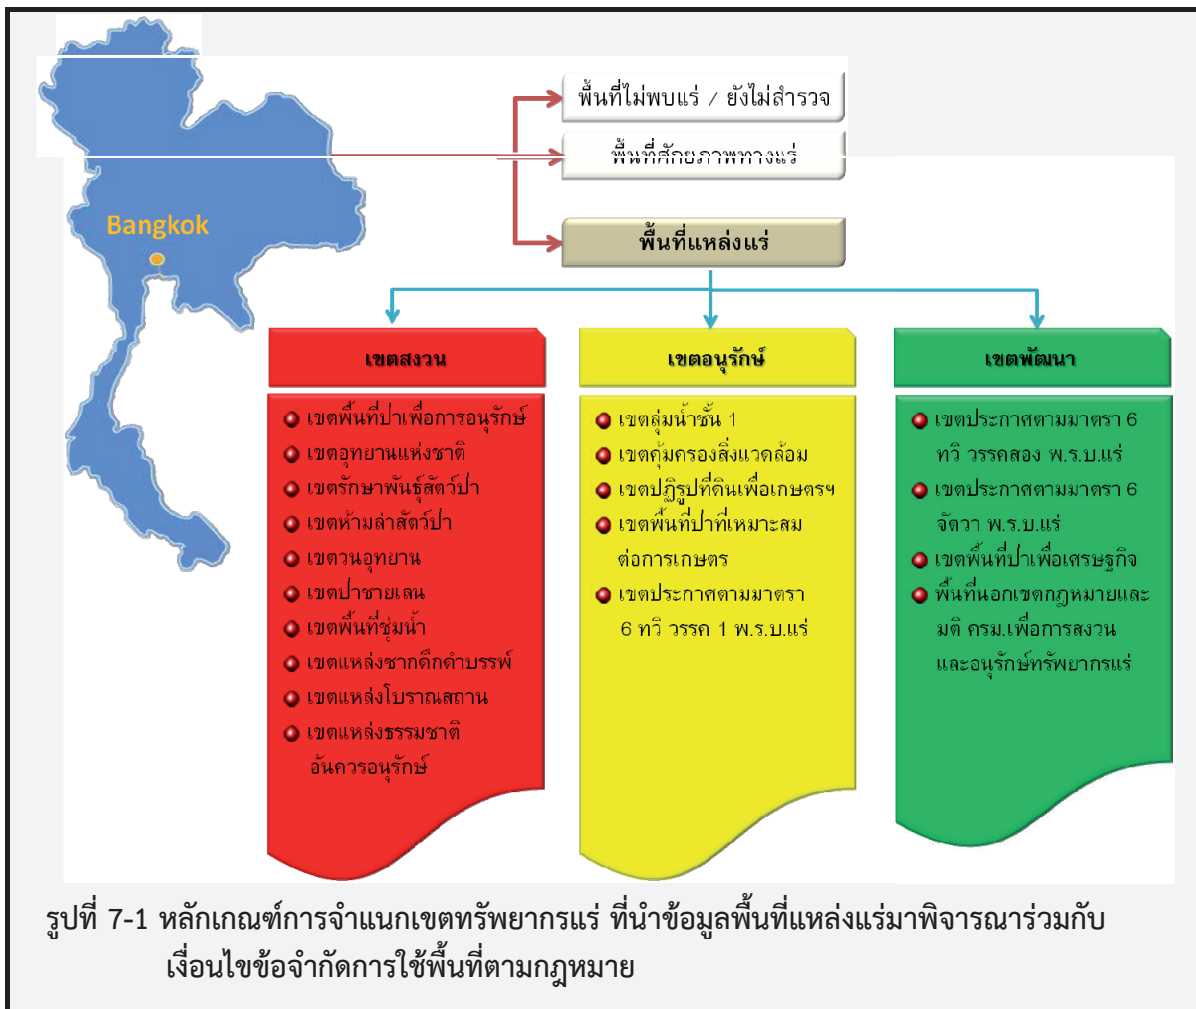 พื้นที่ไม่พบแร่ / ยังไม่สำรวจ
พื้นที่ศักยภาพทางแร่
Bangkok
พื้นที่แหล่งแร่
เขตสงวน
เขตพื้นที่ป่าเพื่อการอนุรักษ์
เขตอุทยานแห่งชาติ
เขตรักษาพันธุ์สัตว์ป่า
เขตห้ามล่าสัตว์ป่า
เขตวนอุทยาน
เขตป่าชายเลน
เขตพื้นที่ชุ่มน้ำ
เขตแหล่งซากดึกดำบรรพ์
เขตแหล่งโบราณสถาน
เขตแหล่งธรรมชาติ
อันควรอนุรักษ์
เขตอนุรักษ์
เขตลุ่มน้ำชั้น 1
เขตคุ้มครองสิ่งแวดล้อม
เขตปฏิรูปที่ดินเพื่อเกษตรฯ
เขตพื้นที่ป่าที่เหมาะสม
ต่อการเกษตร
เขตประกาศตามมาตรา
6 ทวิ วรรค 1 พ.ร.บ.แร่
เขตพัฒนา
เขตประกาศตามมาตรา 6
ทวิ วรรคสอง พ.ร.บ.แร่
เขตประกาศตามมาตรา 6
จัตวา พ.ร.บ.แร่
เขตพื้นที่ป่าเพื่อเศรษฐกิจ
พื้นที่นอกเขตกฎหมายและ
มติ ครม.เพื่อการสงวน
และอนุรักษ์ทรัพยากรแร่
รูปที่ 7-1 หลักเกณฑ์การจำแนกเขตทรัพยากรแร่ ที่นำข้อมูลพื้นที่แหล่งแร่มาพิจารณาร่วมกับ
เงื่อนไขข้อจำกัดการใช้พื้นที่ตามกฎหมาย